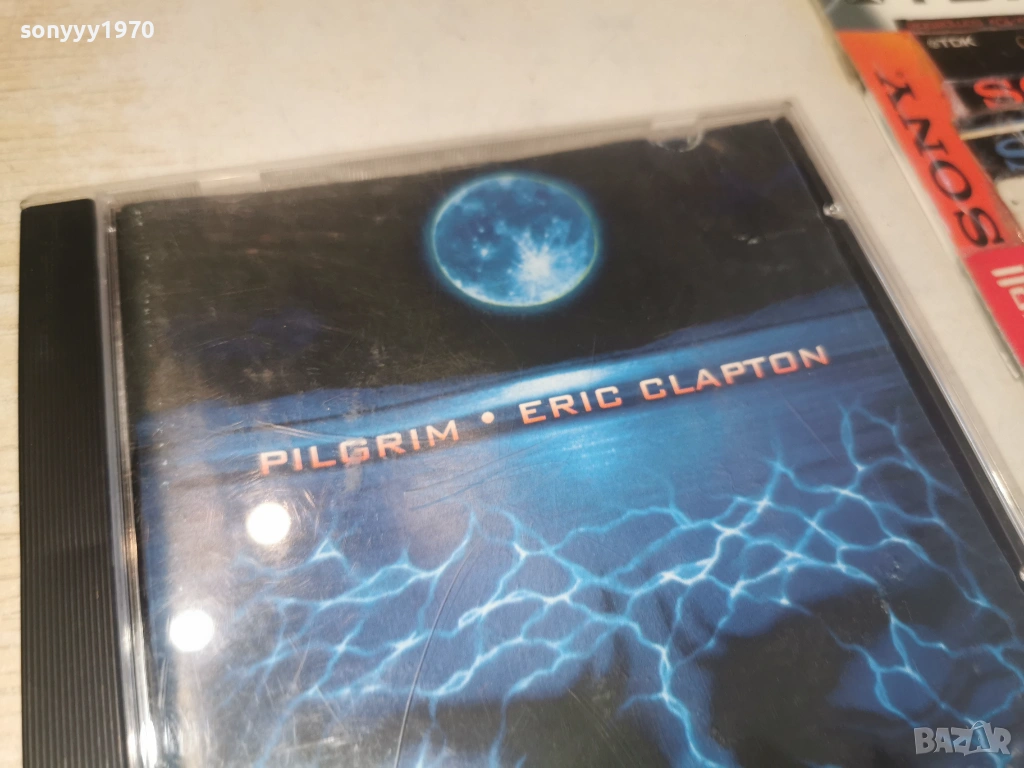 sonyyy1970
TDK
SONY
PILGRIM • ERIC CLAPTON
BAZAR